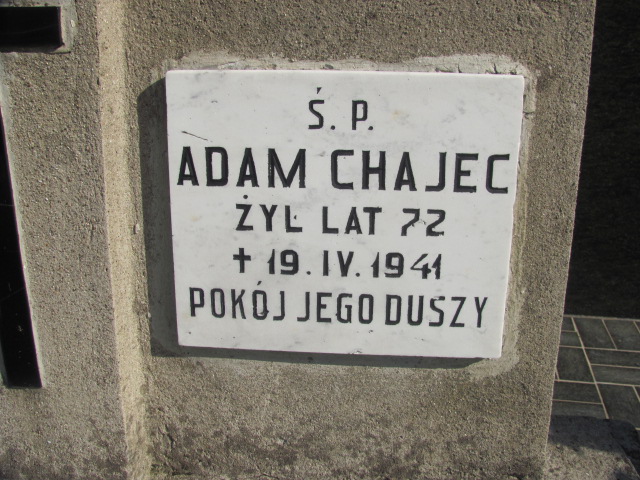 Ś. P.
ADAM CHAJEC
ŻYŁ LAT 72
✝ 19. IV. 1941
POKÓJ JEGO DUSZY